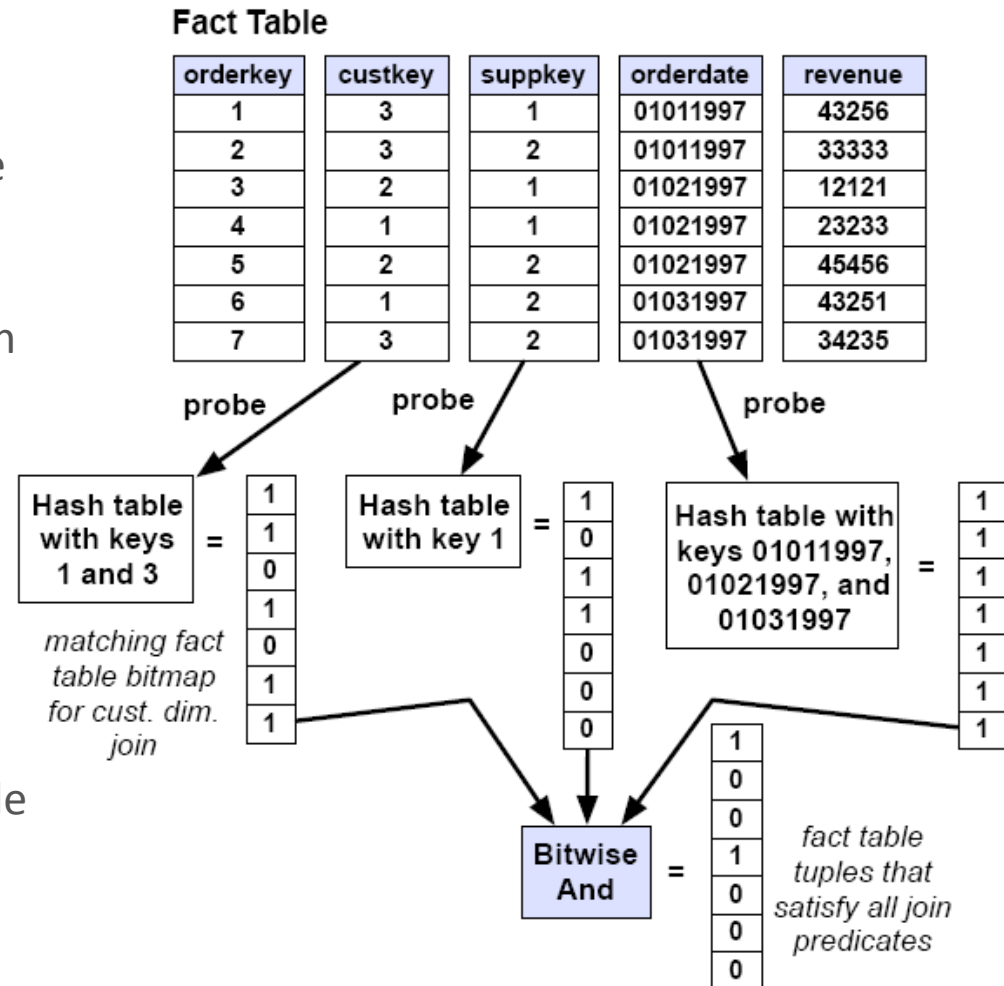 Fact Table
orderkey custkey suppkey orderdate revenue
1 3 1 01011997 43256
2 3 2 01011997 33333
3 2 1 01021997 12121
4 1 1 01021997 23233
5 2 2 01021997 45456
6 1 2 01031997 43251
7 3 2 01031997 34235
e
n
le
probe
probe
probe
Hash table
with keys
1 and 3
=
1
1
0
1
0
1
1
matching fact
table bitmap
for cust. dim.
join
Hash table
with key 1
=
1
0
1
1
0
0
0
Hash table with
keys 01011997,
01021997, and
01031997
=
1
1
1
1
1
1
1
Bitwise
And
=
1
0
0
1
0
0
0
fact table
tuples that
satisfy all join
predicates